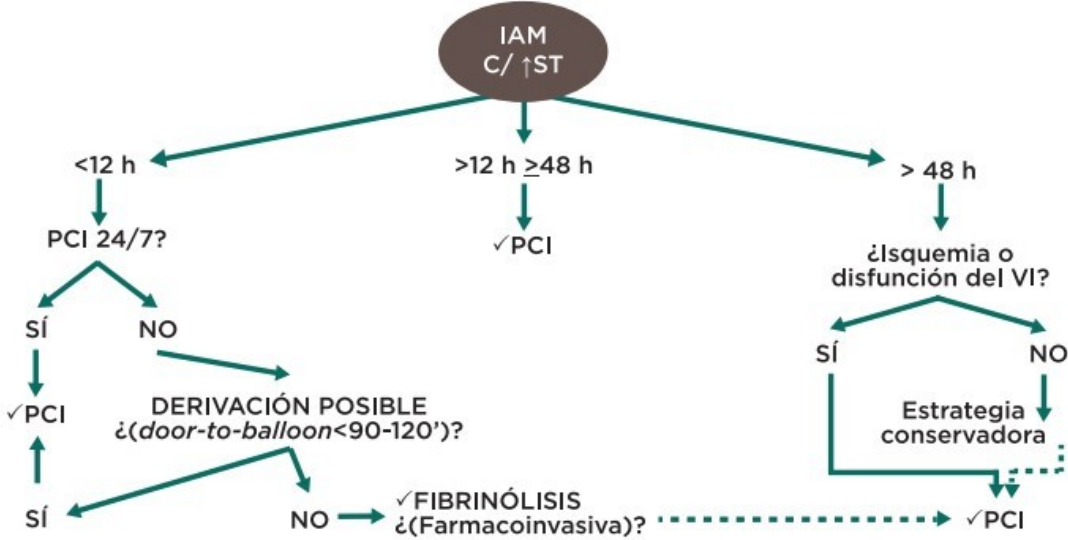 IAM
C/ ↑ST
<12 h
>12 h ≥48 h
> 48 h
PCI 24/7?
✓PCI
¿Isquemia o
disfunción del VI?
SÍ
NO
SÍ
NO
✓PCI
DERIVACIÓN POSIBLE
¿(door-to-balloon<90-120')?
Estrategia
conservadora
SÍ
NO
✓FIBRINÓLISIS
¿(Farmacoinvasiva)?
✓PCI